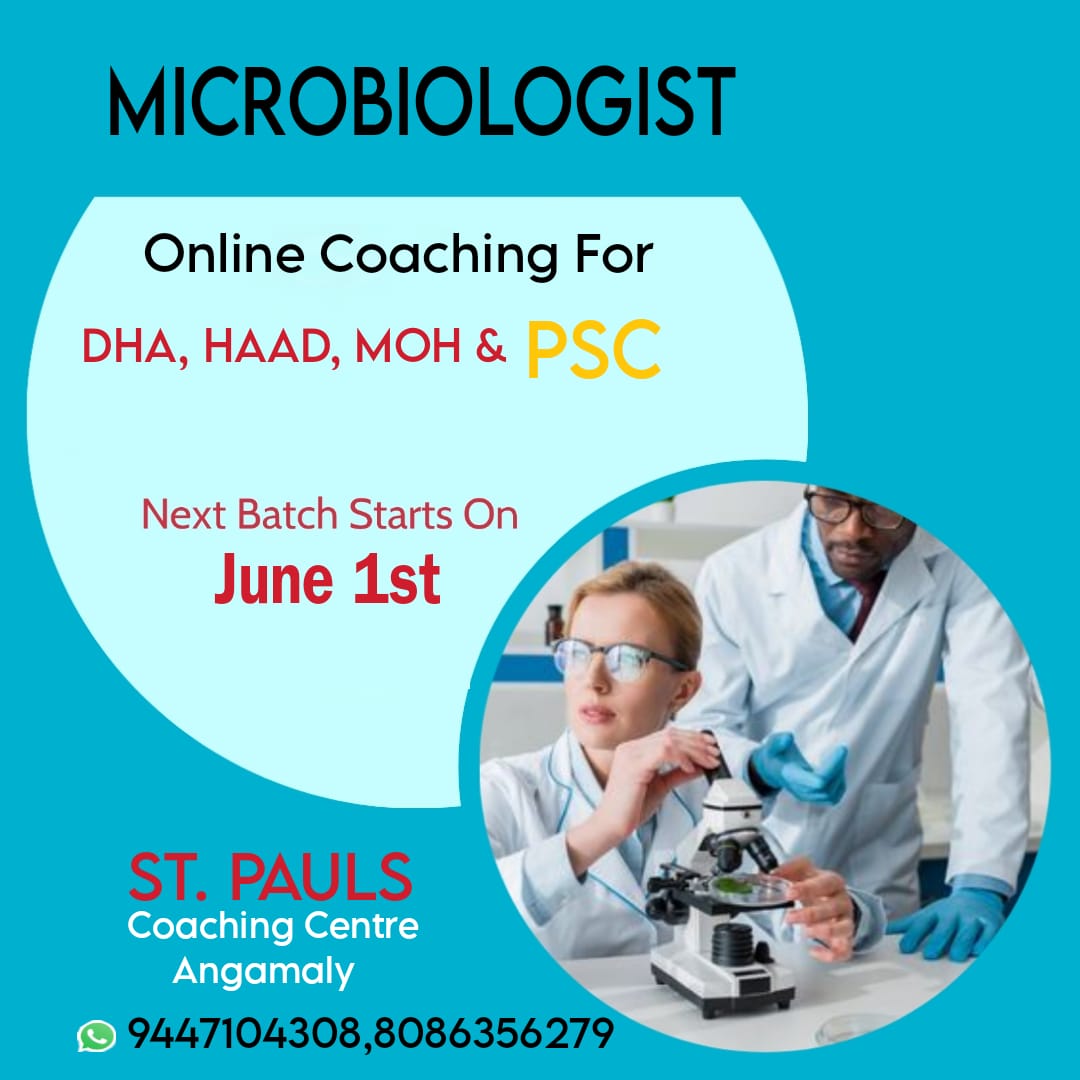 MICROBIOLOGIST
Online Coaching For
DHA, HAAD, MOH & PSC
Next Batch Starts On
June 1st
ST. PAULS
Coaching Centre
Angamaly
9447104308,8086356279